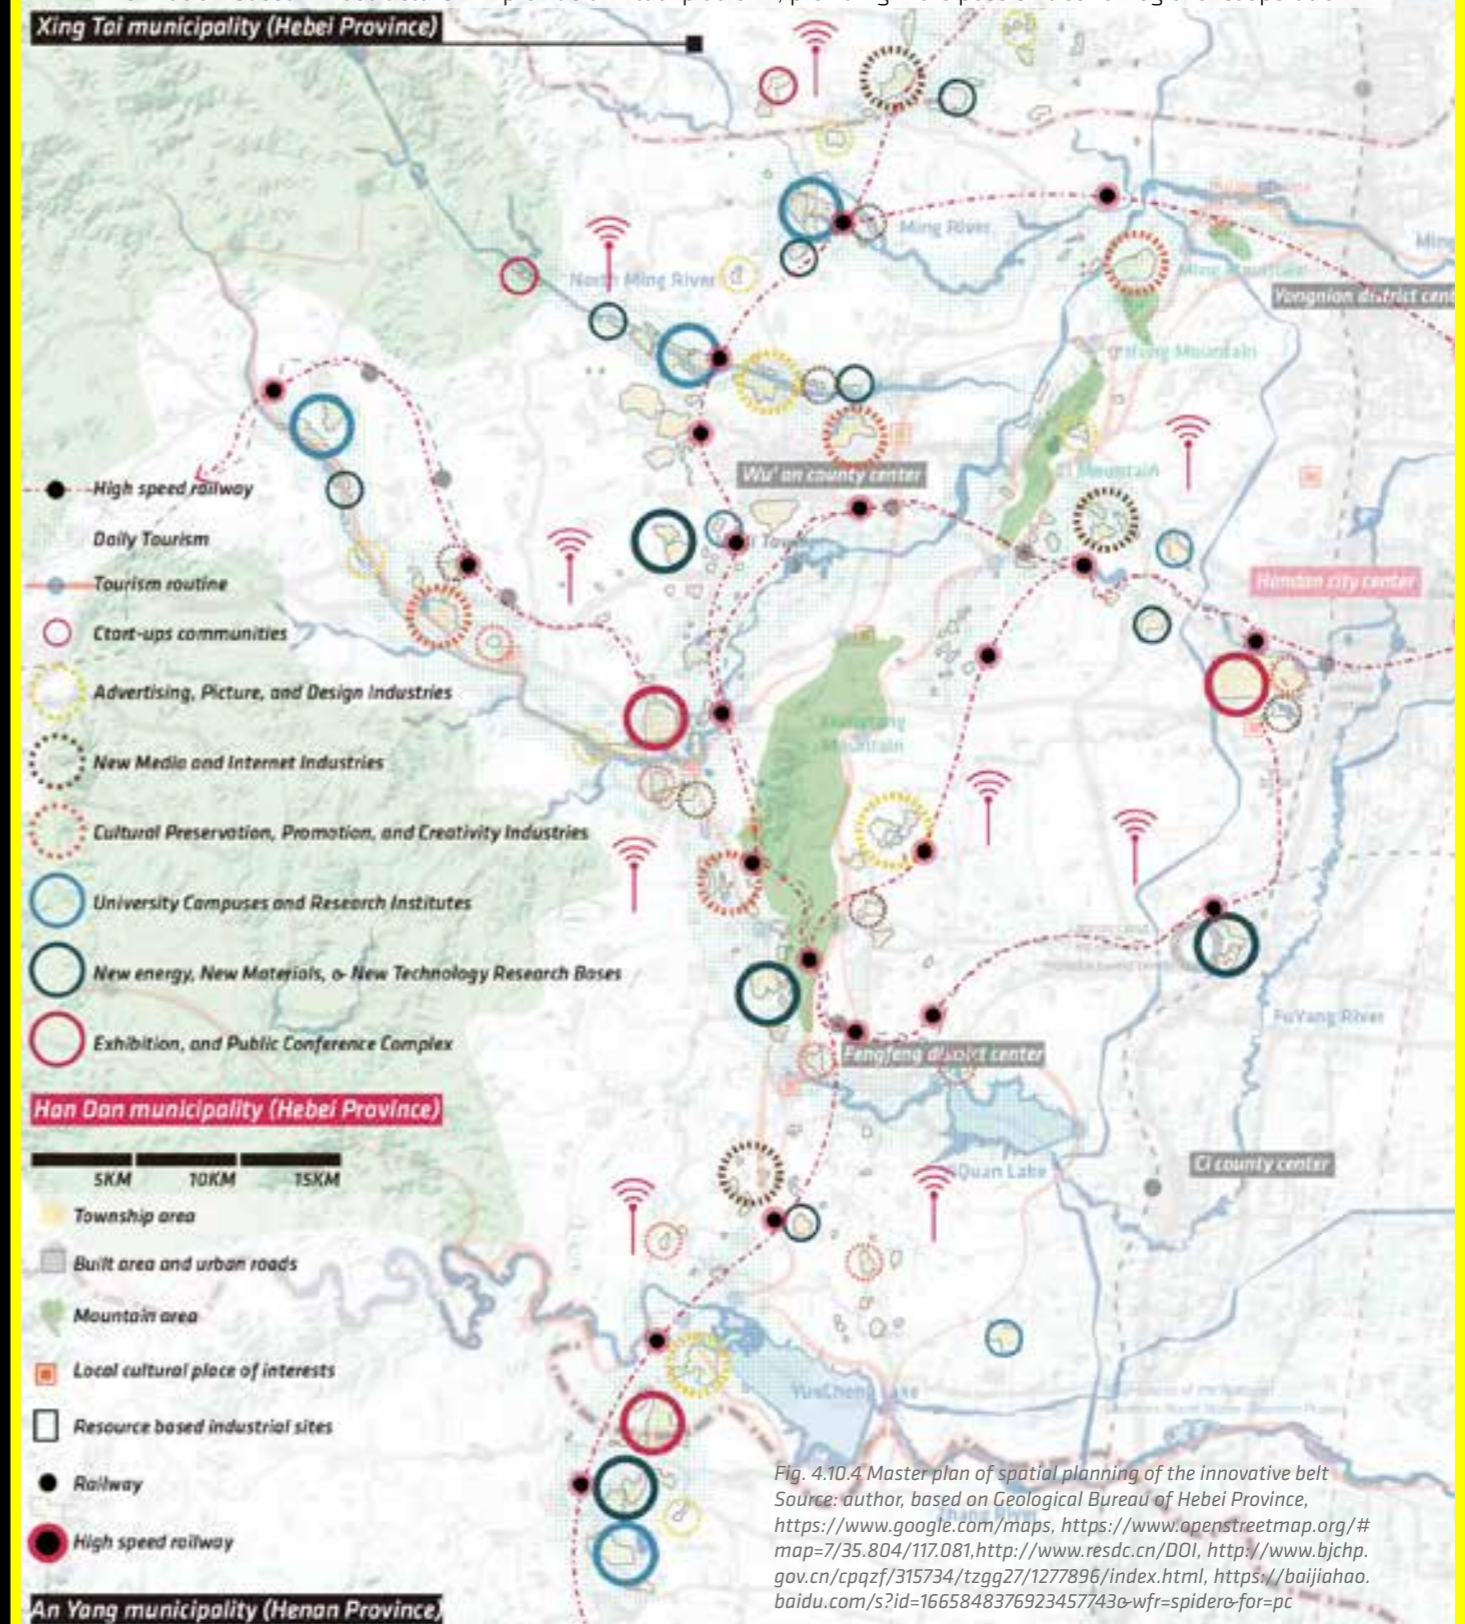 Xing Tai municipality (Hebei Province)
Ming River
North Ming River
Yongnian district cent
Wu' an county center
Mountain
High speed railway
Daily Tourism
Tourism routine
Ctart-ups communities
Handan city center
Advertising, Picture, and Design Industries
Mountain
New Media and Internet Industries
Cultural Preservation, Promotion, and Creativity Industries
University Campuses and Research Institutes
New energy, New Materials, & New Technology Research Bases
FuYang River
Exhibition, and Public Conference Complex
Fengfeng district center
Han Dan municipality (Hebei Province)
5KM 10KM 15KM
Quan Lake
Ci county center
Township area
Built area and urban roads
Mountain area
Local cultural place of interests
YueCheng Lake
Resource based industrial sites
Railway
High speed railway
Zhang River
Fig. 4.10.4 Master plan of spatial planning of the innovative belt
Source: author, based on Geological Bureau of Hebei Province,
https://www.google.com/maps, https://www.openstreetmap.org/#
map=7/35.804/117.081,http://www.resdc.cn/DOI, http://www.bjchp.
gov.cn/cpqzf/315734/tzgg27/1277896/index.html, https://baijiahao.
baidu.com/s?id=1665848376923457743&wfr=spider&for=pc
An Yang municipality (Henan Province)